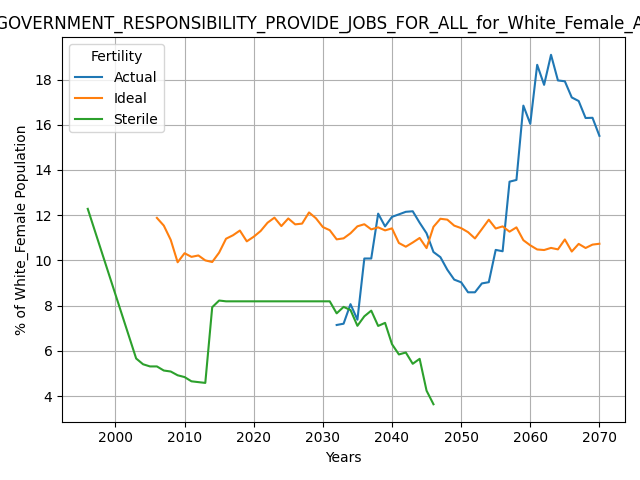 GOVERNMENT_RESPONSIBILITY_PROVIDE_JOBS_FOR_ALL_for_White_Female_A
Fertility
Actual
Ideal
Sterile
% of White_Female Population
18
16
14
12
10
8
6
4
2000 2010 2020 2030 2040 2050 2060 2070
Years